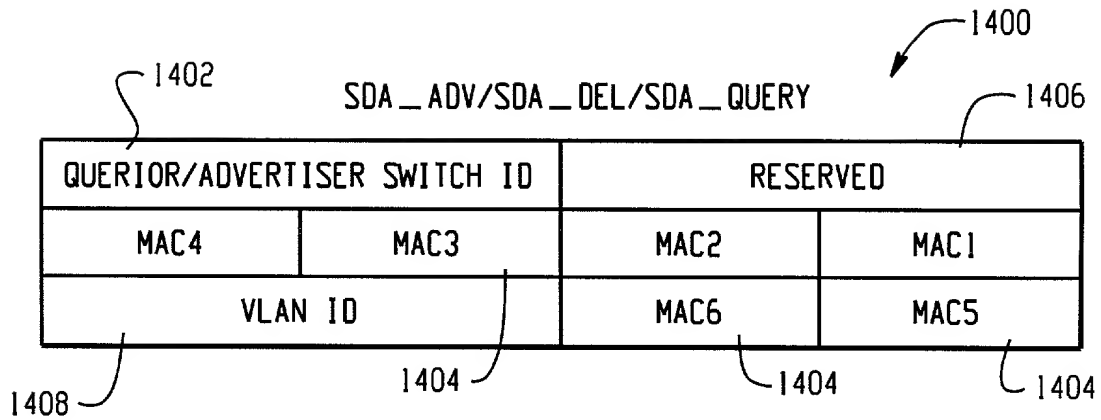 1400
1402
SDA_ADV/SDA_DEL/SDA_QUERY
1406
QUERIOR/ADVERTISER SWITCH ID RESERVED
MAC4 MAC3 MAC2 MAC1
VLAN ID MAC6 MAC5
1408 1404 1404 1404